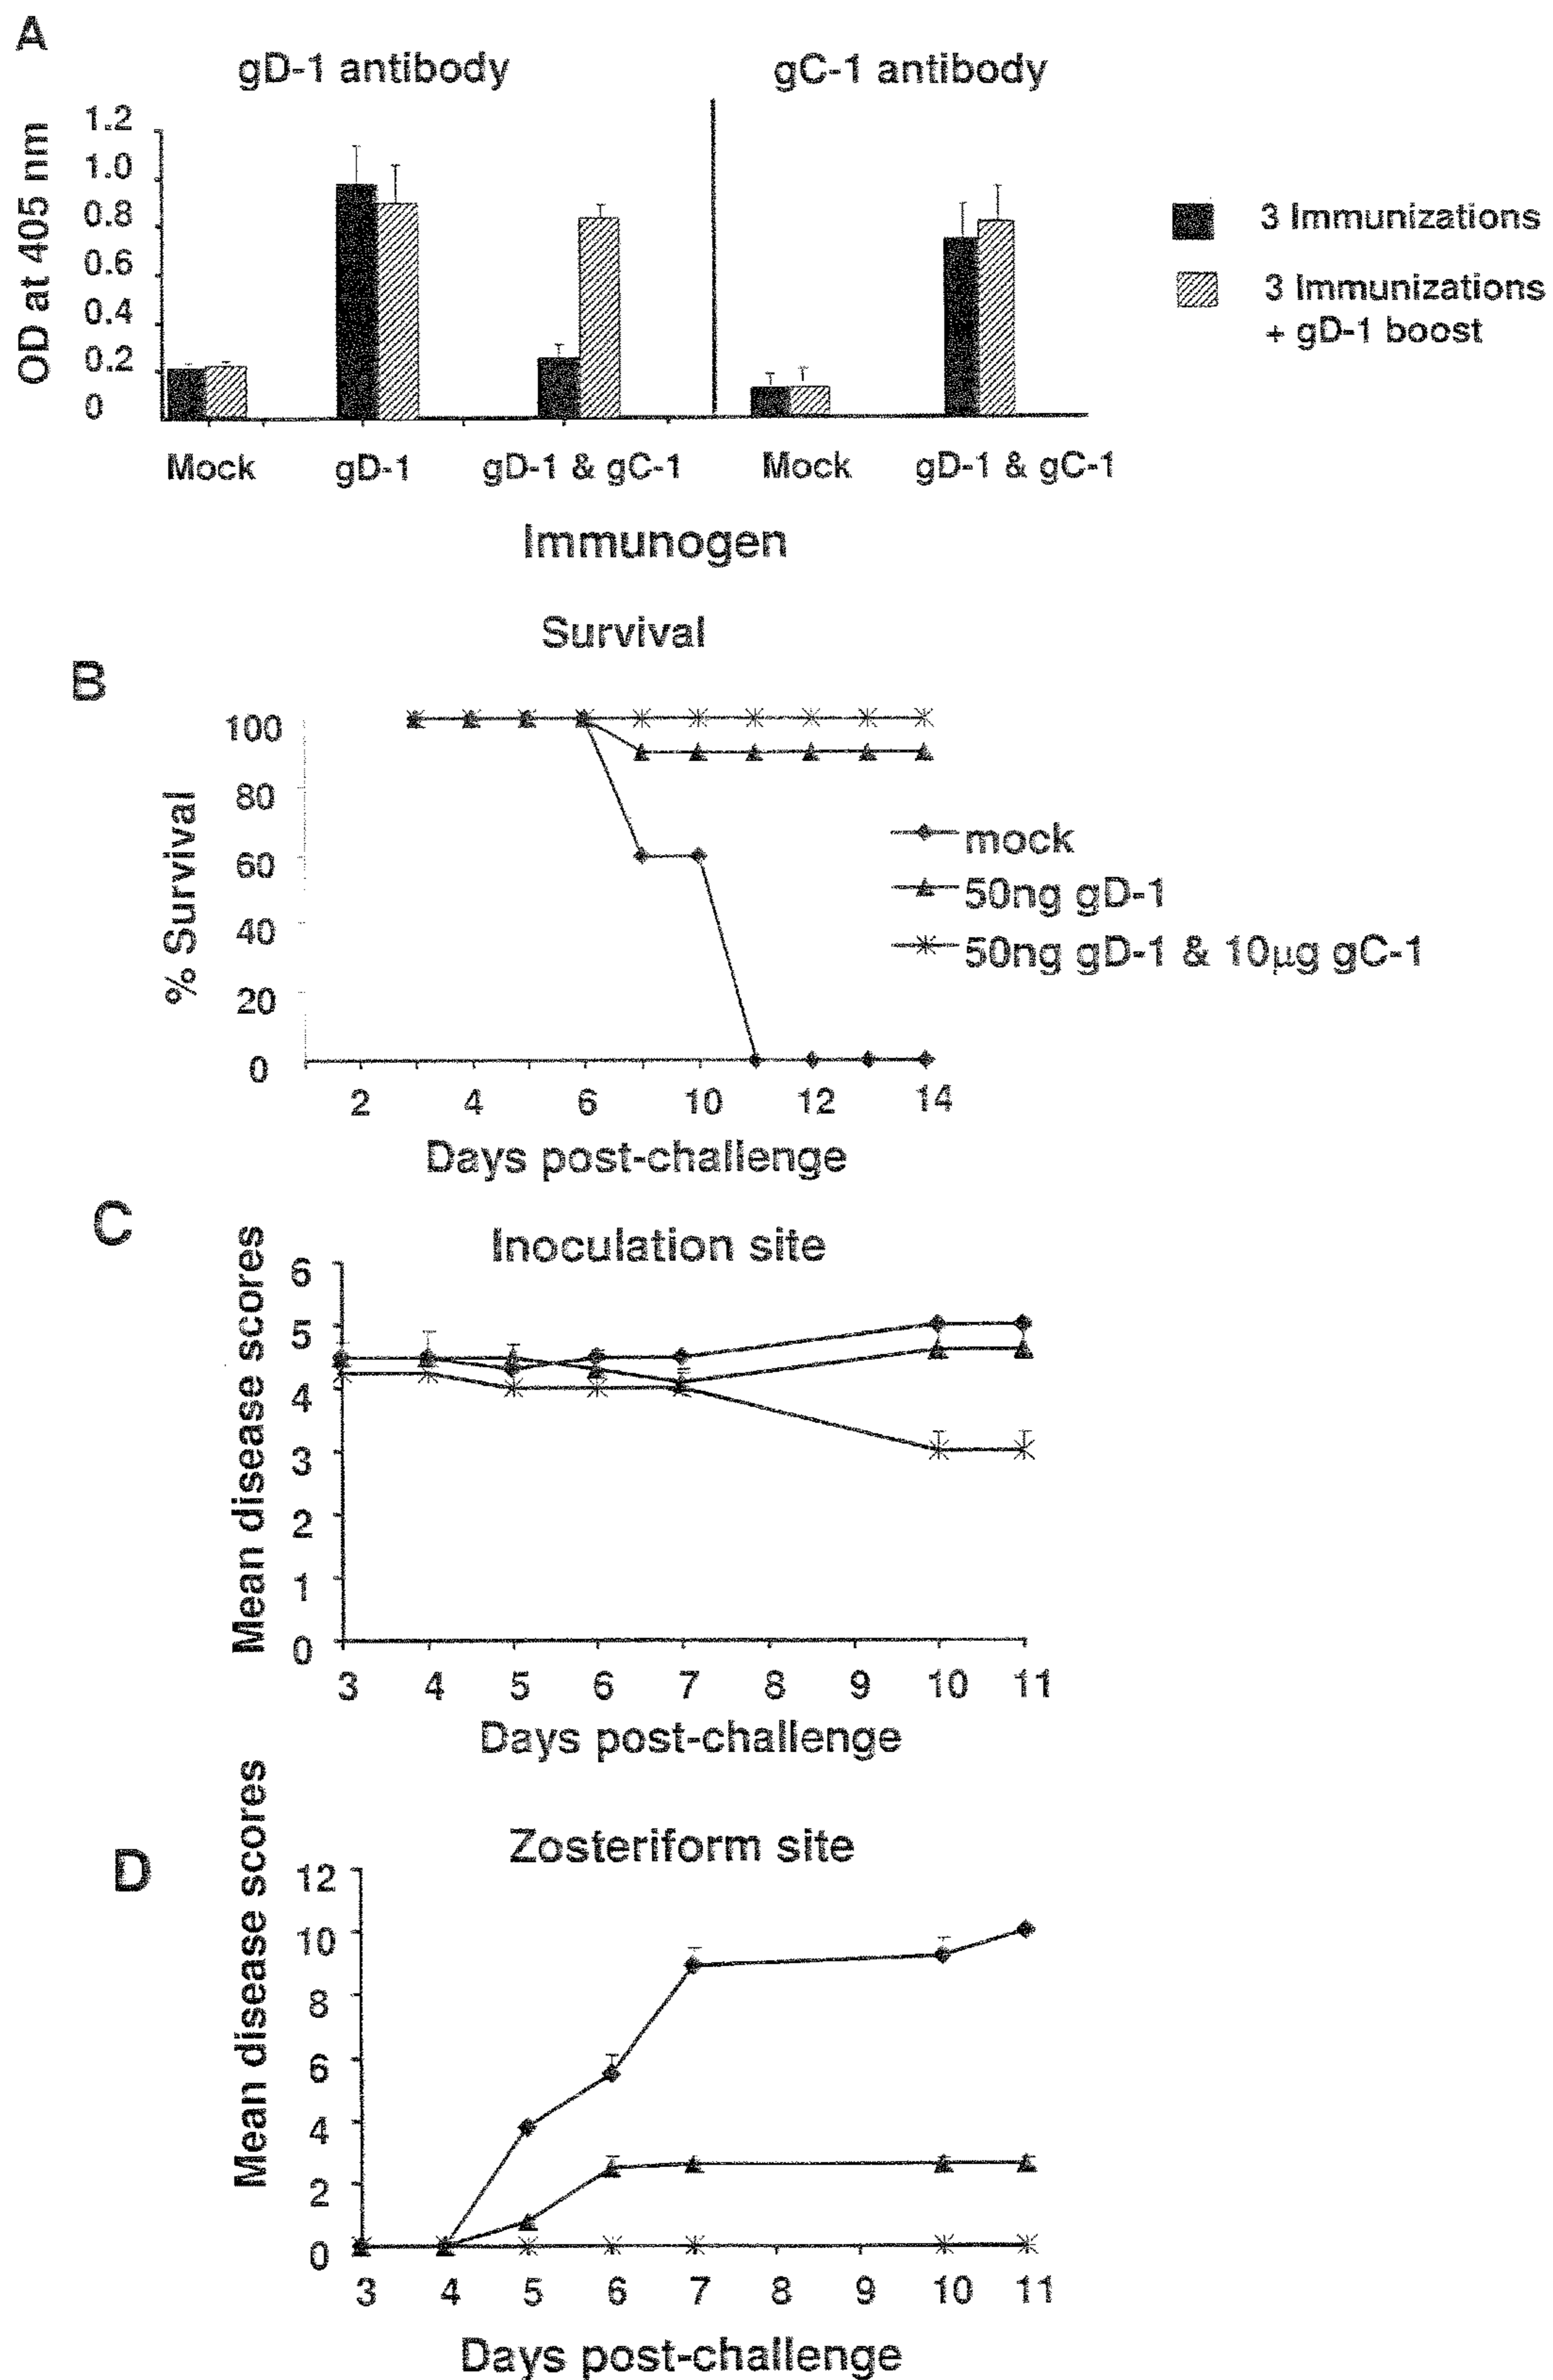 A
gD-1 antibody
gC-1 antibody
OD at 405 nm
1.2
1.0
0.8
0.6
0.4
0.2
0
3 Immunizations
3 Immunizations
+ gD-1 boost
Mock
gD-1
gD-1 & gC-1
Mock
gD-1 & gC-1
Immunogen
Survival
B
% Survival
100
80
60
40
20
0
mock
50ng gD-1
50ng gD-1 & 10µg gC-1
2
4
6
10
12
14
Days post-challenge
C
Inoculation site
Mean disease scores
6
5
4
3
2
1
0
3
4
5
6
7
8
9
10
11
Days post-challenge
D
Zosteriform site
Mean disease scores
12
10
8
6
4
2
0
3
4
5
6
7
8
9
10
11
Days post-challenge